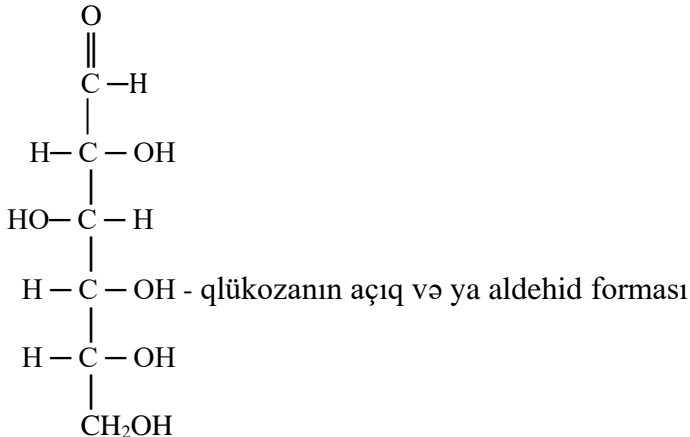 O
C H
H C OH
HO C H
H C OH - qlükozanın açıq və ya aldehid forması
H C OH
CH₂OH